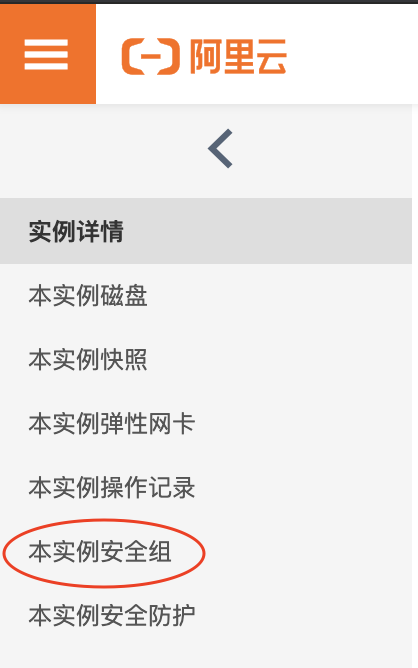 阿里云
实例详情
本实例磁盘
本实例快照
本实例弹性网卡
本实例操作记录
本实例安全组
本实例安全防护